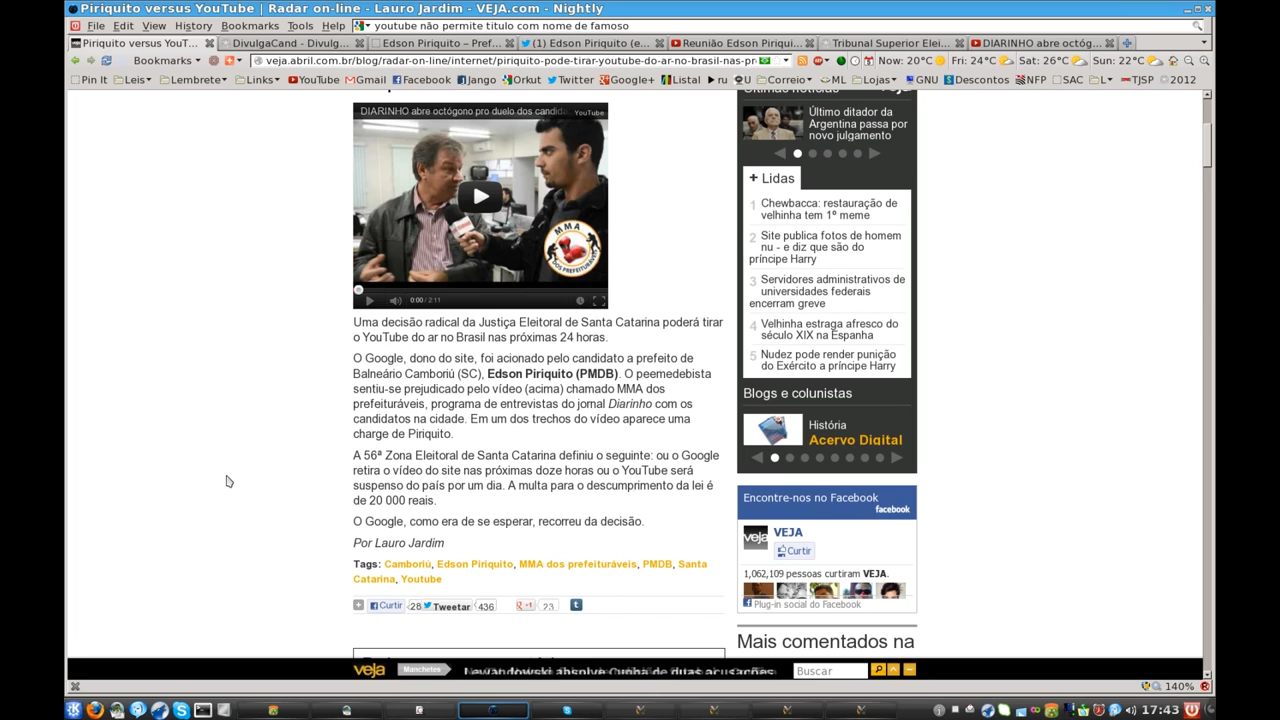 Piriquito versus YouTube | Radar on-line - Lauro Jardim - VEJA.com - Nightly
File Edit View History Bookmarks Tools Help
youtube não permite titulo com nome de famoso
Piriquito versus YouT...
DivulgaCand - Divulg...
Edson Piriquito – Pref...
(1) Edson Piriquito (e...
Reunião Edson Piriqui...
Tribunal Superior Elei...
DIARINHO abre octóg...
Bookmarks
veja.abril.com.br/blog/radar-on-line/internet/piriquito-pode-tirar-youtube-do-ar-no-brasil-nas-pr
Now: 20°C
Fri: 24°C
Sat: 26°C
Sun: 22°C
Pin It Leis Lembrete Links YouTube Gmail Facebook Jango Orkut Twitter Google+ Listal ru U Correio ML Lojas GNU Descontos NFP SAC L TJSP 2012
DIARINHO abre octógono pro duelo dos candida
YouTube
MMA
DOS PREFEITURÁVEIS
0:00 / 2:11
Uma decisão radical da Justiça Eleitoral de Santa Catarina poderá tirar
o YouTube do ar no Brasil nas próximas 24 horas.
O Google, dono do site, foi acionado pelo candidato a prefeito de
Balneário Camboriú (SC), Edson Piriquito (PMDB). O peemedebista
sentiu-se prejudicado pelo vídeo (acima) chamado MMA dos
prefeituráveis, programa de entrevistas do jornal Diarinho com os
candidatos na cidade. Em um dos trechos do vídeo aparece uma
charge de Piriquito.
A 56ª Zona Eleitoral de Santa Catarina definiu o seguinte: ou o Google
retira o vídeo do site nas próximas doze horas ou o YouTube será
suspenso do país por um dia. A multa para o descumprimento da lei é
de 20 000 reais.
O Google, como era de se esperar, recorreu da decisão.
Por Lauro Jardim
Tags: Camboriú, Edson Piriquito, MMA dos prefeituráveis, PMDB, Santa
Catarina, Youtube
Curtir 28 Tweetar 436 +1 23
Últimas notícias
veja
Último ditador da
Argentina passa por
novo julgamento
+ Lidas
1 Chewbacca: restauração de
velhinha tem 1º meme
2 Site publica fotos de homem
nu - e diz que são do
príncipe Harry
3 Servidores administrativos de
universidades federais
encerram greve
4 Velhinha estraga afresco do
século XIX na Espanha
5 Nudez pode render punição
do Exército a príncipe Harry
Blogs e colunistas
História
Acervo Digital
Encontre-nos no Facebook
facebook
veja
VEJA
Curtir
1,062,109 pessoas curtiram VEJA.
Plug-in social do Facebook
Mais comentados na
veja Manchetes Lewandowski absolve Cunha de duas acusações
Buscar
140%
17:43